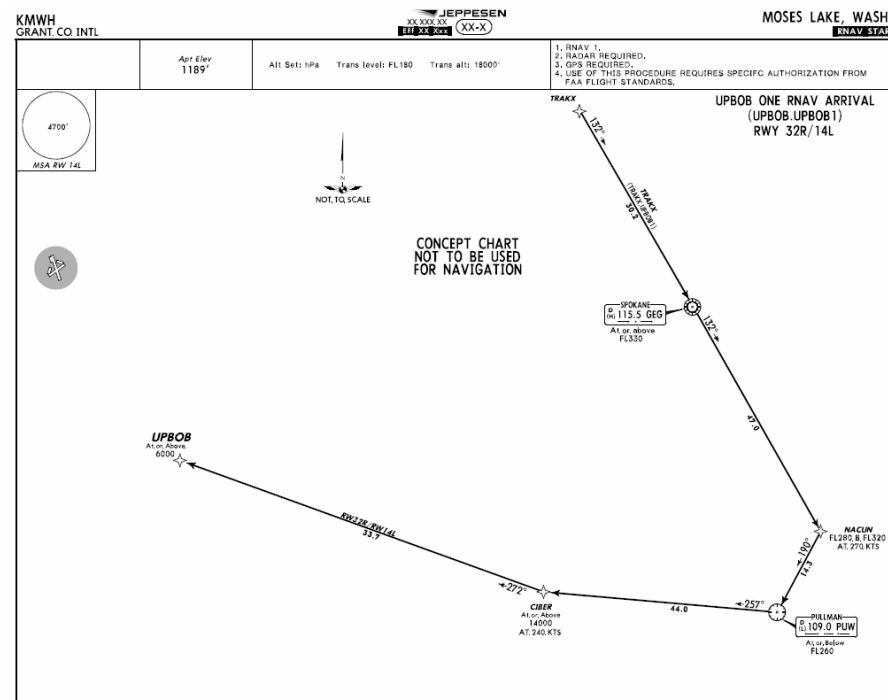 KMWH
GRANT. CO. INTL
JEPPESEN
XX XXX XX
EFF XX Xxx
XX-X
MOSES LAKE, WASH
RNAV STAR
Apt Elev
1189'
Alt Set: hPa Trans level: FL180 Trans alt: 18000'
1. RNAV 1.
2. RADAR REQUIRED.
3. GPS REQUIRED.
4. USE OF THIS PROCEDURE REQUIRES SPECIFC AUTHORIZATION FROM
FAA FLIGHT STANDARDS.
4700'
MSA RW 14L
UPBOB ONE RNAV ARRIVAL
(UPBOB.UPBOB1)
RWY 32R/14L
TRAKX
132°
N
NOT TO SCALE
TRAKX
(TRAKX.UPBOB1)
30.2
CONCEPT CHART
NOT TO BE USED
FOR NAVIGATION
SPOKANE
D
(H) 115.5 GEG
At or above
FL330
132°
47.0
UPBOB
At or Above
6000
RW32R/RW14L
33.7
NACUN
FL280 B FL320
AT 270 KTS
190°
14.3
272°
CIBER
At or Above
14000
AT 240 KTS
44.0
257°
PULLMAN
D
(L) 109.0 PUW
At or Below
FL260